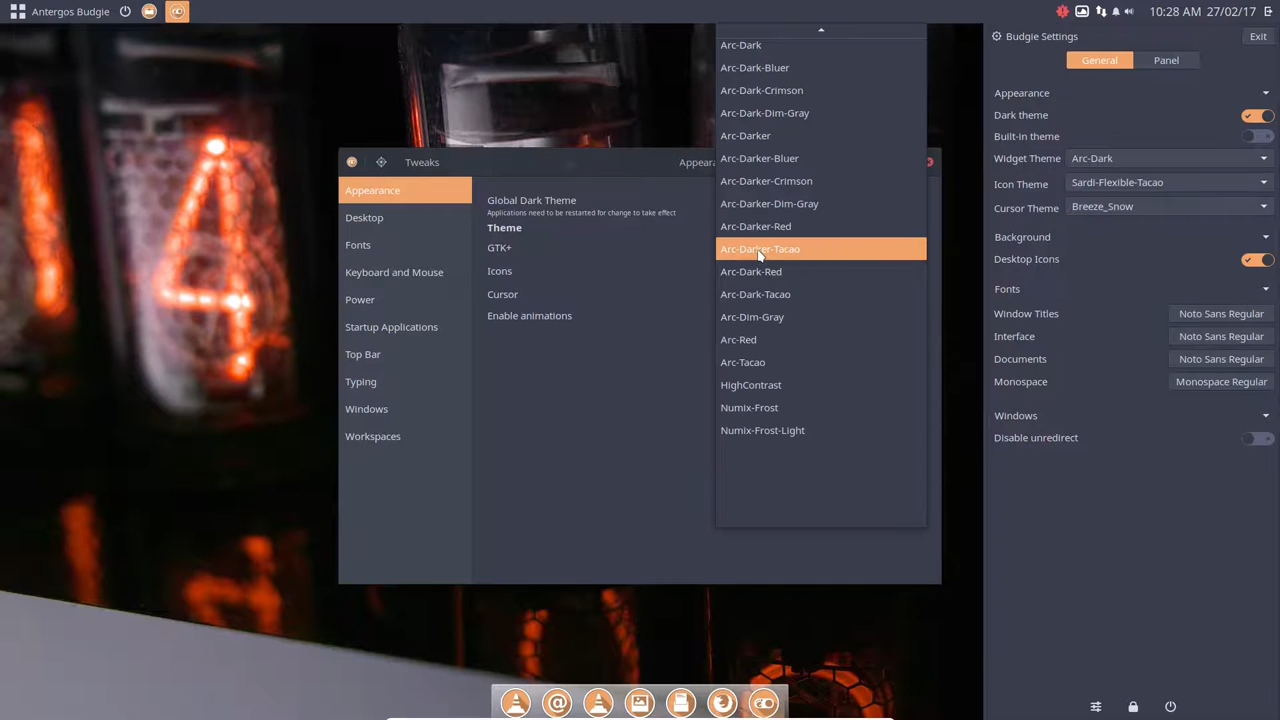 Antergos Budgie
10:28 AM 27/02/17
Tweaks
Appeara
Appearance
Desktop
Fonts
Keyboard and Mouse
Power
Startup Applications
Top Bar
Typing
Windows
Workspaces
Global Dark Theme
Applications need to be restarted for change to take effect
Theme
GTK+
Icons
Cursor
Enable animations
Arc-Dark
Arc-Dark-Bluer
Arc-Dark-Crimson
Arc-Dark-Dim-Gray
Arc-Darker
Arc-Darker-Bluer
Arc-Darker-Crimson
Arc-Darker-Dim-Gray
Arc-Darker-Red
Arc-Darker-Tacao
Arc-Dark-Red
Arc-Dark-Tacao
Arc-Dim-Gray
Arc-Red
Arc-Tacao
HighContrast
Numix-Frost
Numix-Frost-Light
Budgie Settings
Exit
General
Panel
Appearance
Dark theme
Built-in theme
Widget Theme Arc-Dark
Icon Theme Sardi-Flexible-Tacao
Cursor Theme Breeze_Snow
Background
Desktop Icons
Fonts
Window Titles Noto Sans Regular
Interface Noto Sans Regular
Documents Noto Sans Regular
Monospace Monospace Regular
Windows
Disable unredirect